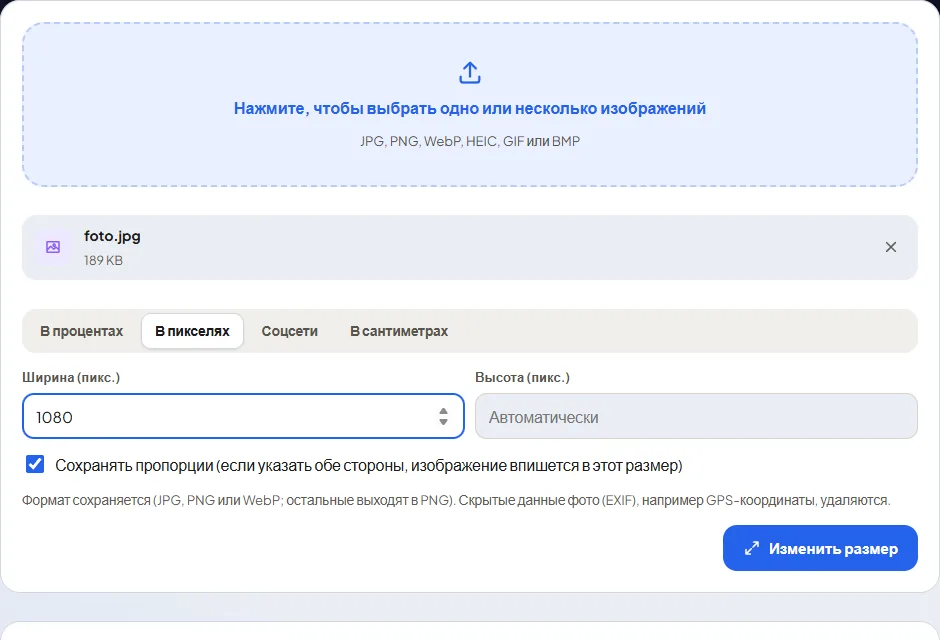 Нажмите, чтобы выбрать одно или несколько изображений
JPG, PNG, WebP, HEIC, GIF или BMP
foto.jpg
189 KB
В процентах
В пикселях
Соцсети
В сантиметрах
Ширина (пикс.)
Высота (пикс.)
1080
Автоматически
Сохранять пропорции (если указать обе стороны, изображение впишется в этот размер)
Формат сохраняется (JPG, PNG или WebP; остальные выходят в PNG). Скрытые данные фото (EXIF), например GPS-координаты, удаляются.
Изменить размер